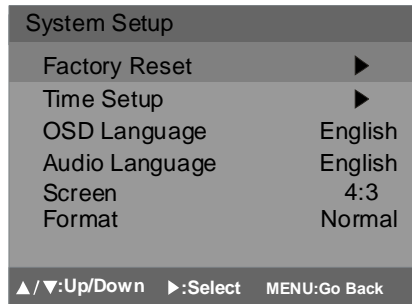 System Setup
Factory Reset ▶
Time Setup ▶
OSD Language English
Audio Language English
Screen 4:3
Format Normal
▲/▼:Up/Down ▶:Select MENU:Go Back